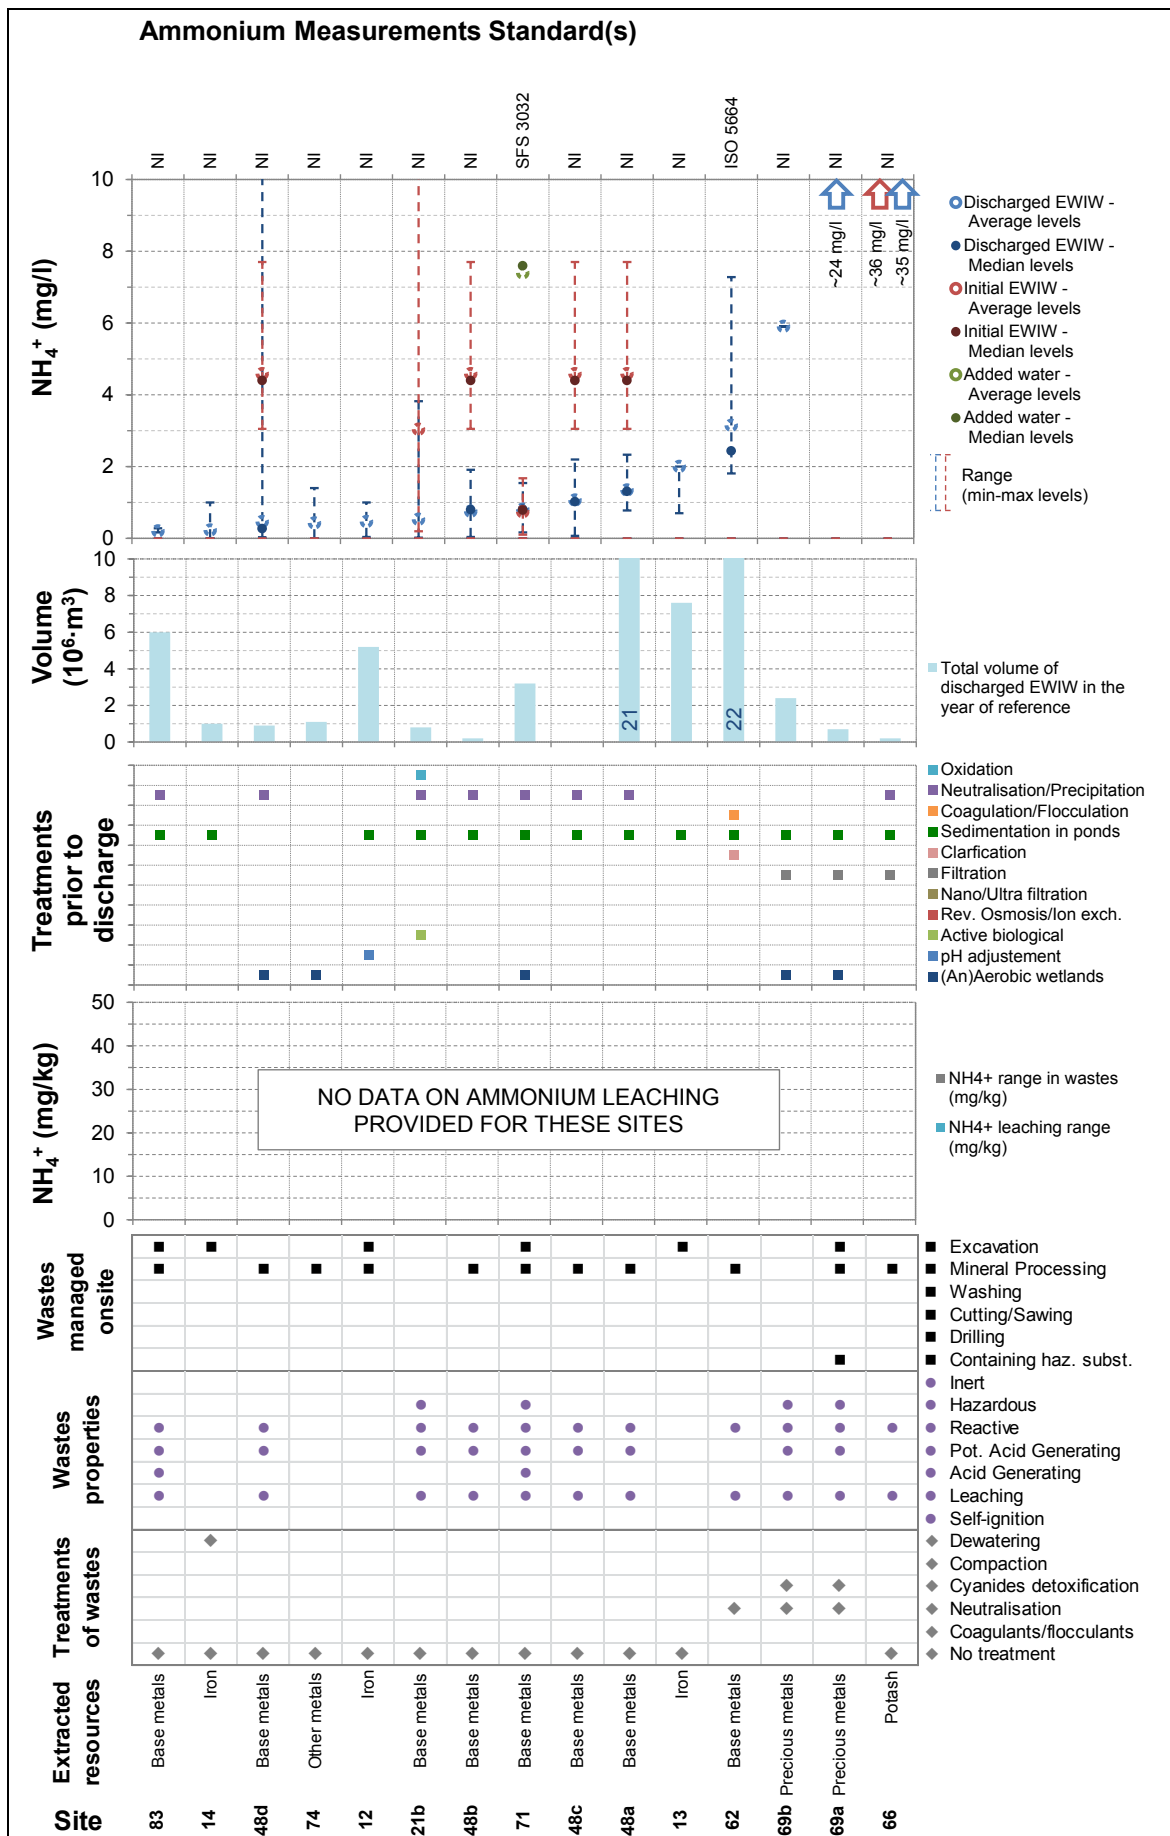 Ammonium Measurements Standard(s)
NI
NI
NI
NI
NI
NI
NI
SFS 3032
NI
NI
NI
ISO 5664
NI
NI
NI
NH4+ (mg/l)
10
8
6
4
2
0
~24 mg/l
~36 mg/l
~35 mg/l
Discharged EWIW -
Average levels
Discharged EWIW -
Median levels
Initial EWIW -
Average levels
Initial EWIW -
Median levels
Added water -
Average levels
Added water -
Median levels
Range
(min-max levels)
Volume
(10⁶·m³)
10
8
6
4
2
0
21
22
Total volume of
discharged EWIW in the
year of reference
Treatments
prior to
discharge
Oxidation
Neutralisation/Precipitation
Coagulation/Flocculation
Sedimentation in ponds
Clarfication
Filtration
Nano/Ultra filtration
Rev. Osmosis/Ion exch.
Active biological
pH adjustement
(An)Aerobic wetlands
NH4+ (mg/kg)
50
40
30
20
10
0
NO DATA ON AMMONIUM LEACHING
PROVIDED FOR THESE SITES
NH4+ range in wastes
(mg/kg)
NH4+ leaching range
(mg/kg)
Wastes
managed
onsite
Excavation
Mineral Processing
Washing
Cutting/Sawing
Drilling
Containing haz. subst.
Wastes
properties
Inert
Hazardous
Reactive
Pot. Acid Generating
Acid Generating
Leaching
Self-ignition
Treatments
of wastes
Dewatering
Compaction
Cyanides detoxification
Neutralisation
Coagulants/flocculants
No treatment
Extracted
resources
Base metals
Iron
Base metals
Other metals
Iron
Base metals
Base metals
Base metals
Base metals
Base metals
Iron
Base metals
Precious metals
Precious metals
Potash
Site
83
14
48d
74
12
21b
48b
71
48c
48a
13
62
69b
69a
66